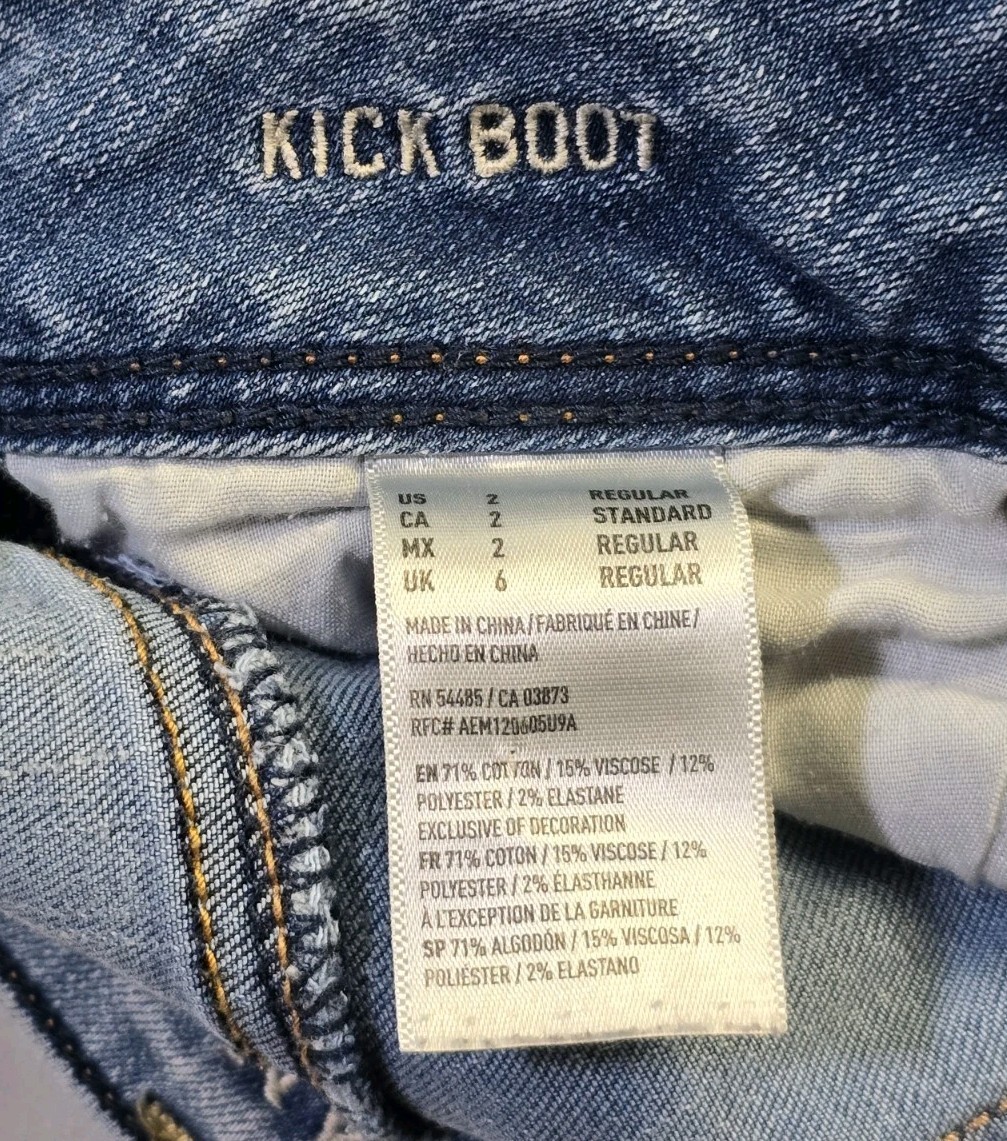 KICK BOOT
US 2 REGULAR
CA 2 STANDARD
MX 2 REGULAR
UK 6 REGULAR
MADE IN CHINA/FABRIQUÉ EN CHINE/
HECHO EN CHINA
RN 54485 / CA 03873
RFC# AEM120605U9A
EN 71% COTTON / 15% VISCOSE / 12%
POLYESTER / 2% ELASTANE
EXCLUSIVE OF DECORATION
FR 71% COTON / 15% VISCOSE / 12%
POLYESTER / 2% ÉLASTHANNE
À L'EXCEPTION DE LA GARNITURE
SP 71% ALGODÓN / 15% VISCOSA / 12%
POLIÉSTER / 2% ELASTANO